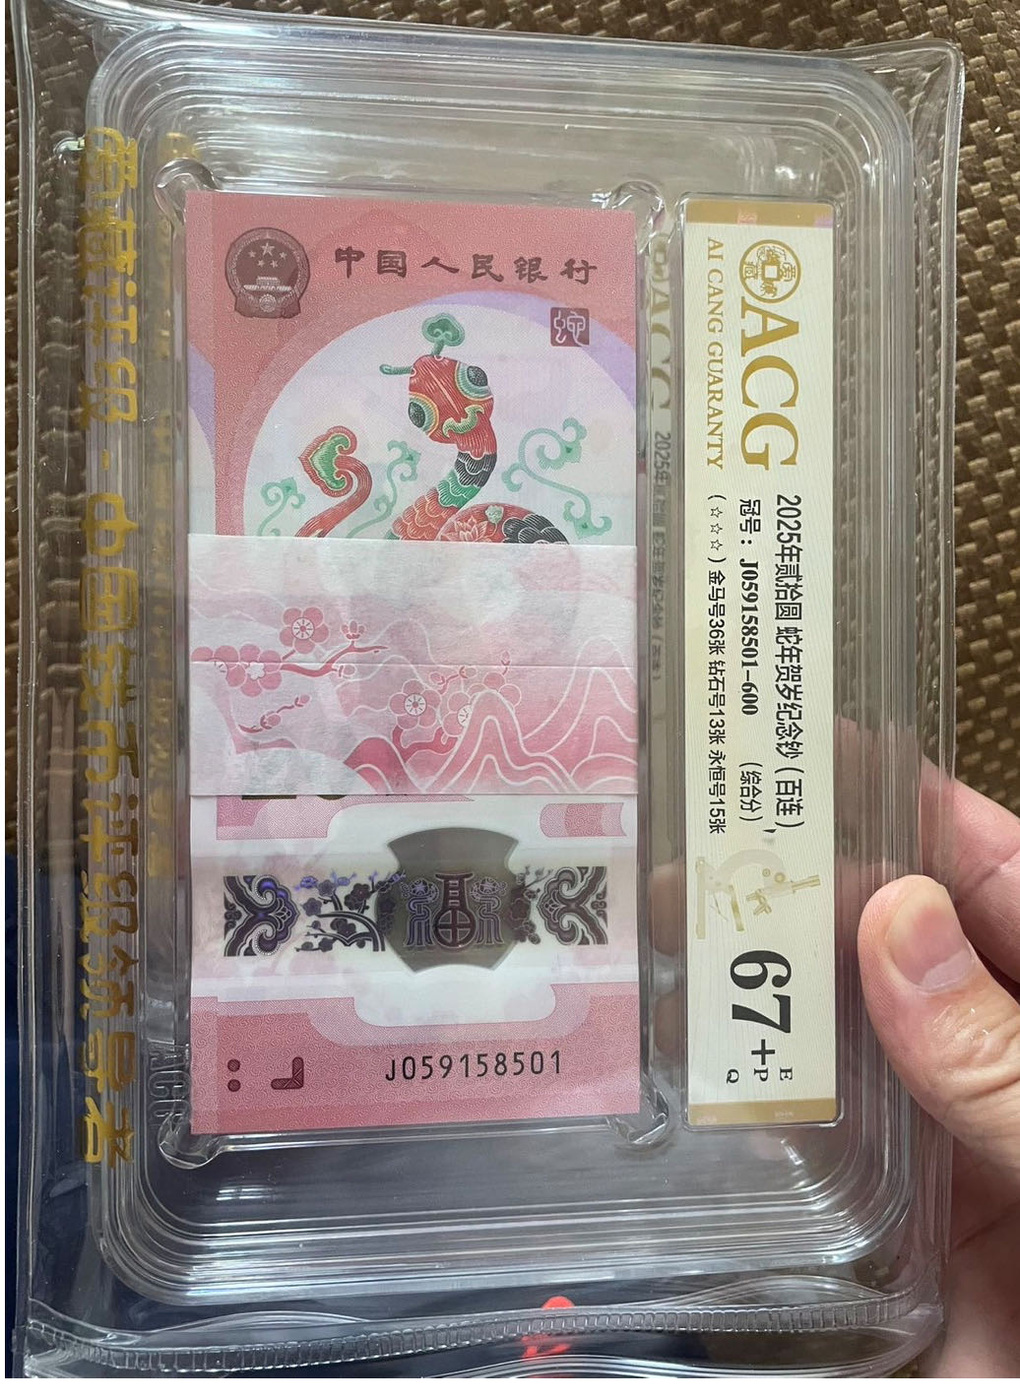 爱藏评级-中国钱币评级领导者
中国人民银行
蛇
J059158501
ACG
AI CANG GUARANTY
2025年贰拾圆 蛇年贺岁纪念钞（百连）
冠号：J059158501-600 （综合分）
（☆☆☆）金马号36张 钻石号13张 永恒号15张
67+
E
P
Q